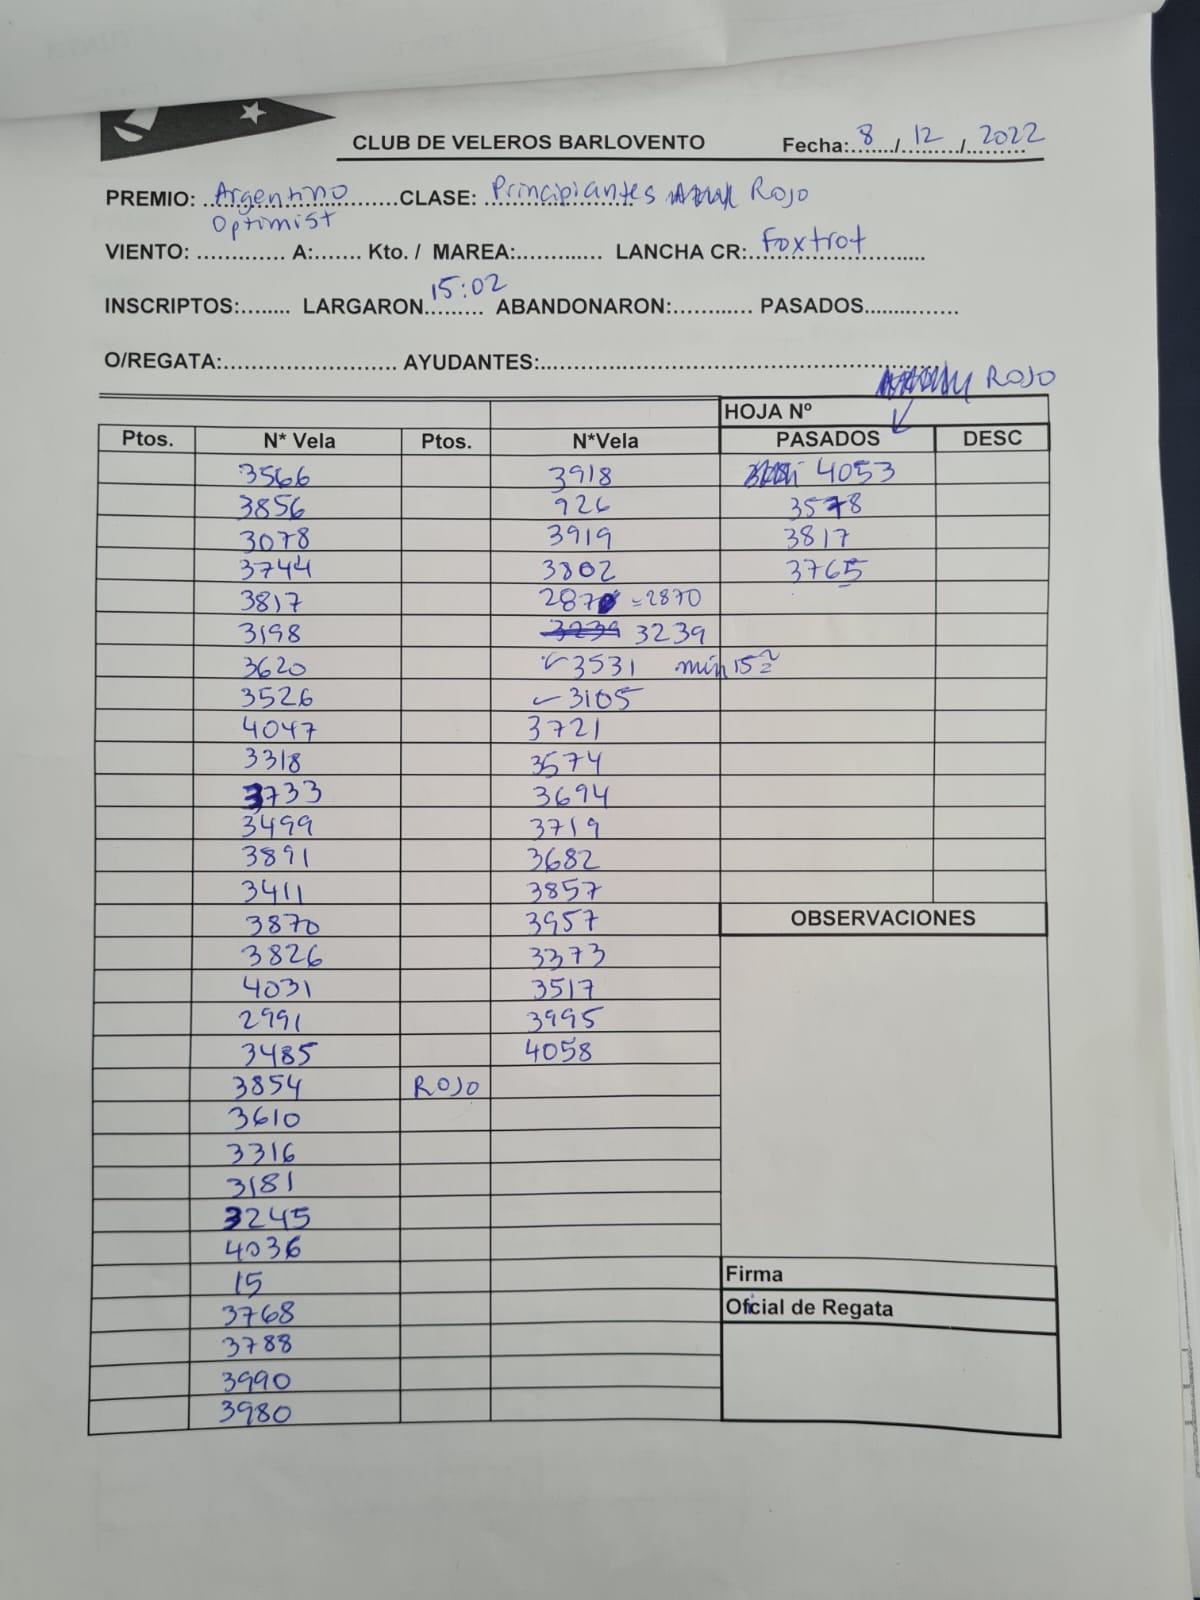 CLUB DE VELEROS BARLOVENTO Fecha: 8 / 12 / 2022
PREMIO: Argentino CLASE: Principiantes Rojo
Optimist
VIENTO: ............. A:....... Kto. / MAREA:............ LANCHA CR: Foxtrot
15:02
INSCRIPTOS:........ LARGARON......... ABANDONARON:............ PASADOS..............
O/REGATA:......................... AYUDANTES:..................................................
ROJO
HOJA Nº
Ptos. N* Vela Ptos. N*Vela PASADOS DESC
3566 3918 4053
3856 926 3578
3078 3919 3817
3744 3802 3765
3817 2870 =2870
3198 3239 3239
3620 3531 min 15
3526 3105
4047 3721
3318 3574
3733 3694
3499 3719
3891 3682
3411 3857
3870 3957 OBSERVACIONES
3826 3373
4031 3517
2991 3995
3485 4058
3854 ROJO
3610
3316
3181
3245
4036
15 Firma
3768 Oficial de Regata
3788
3990
3980